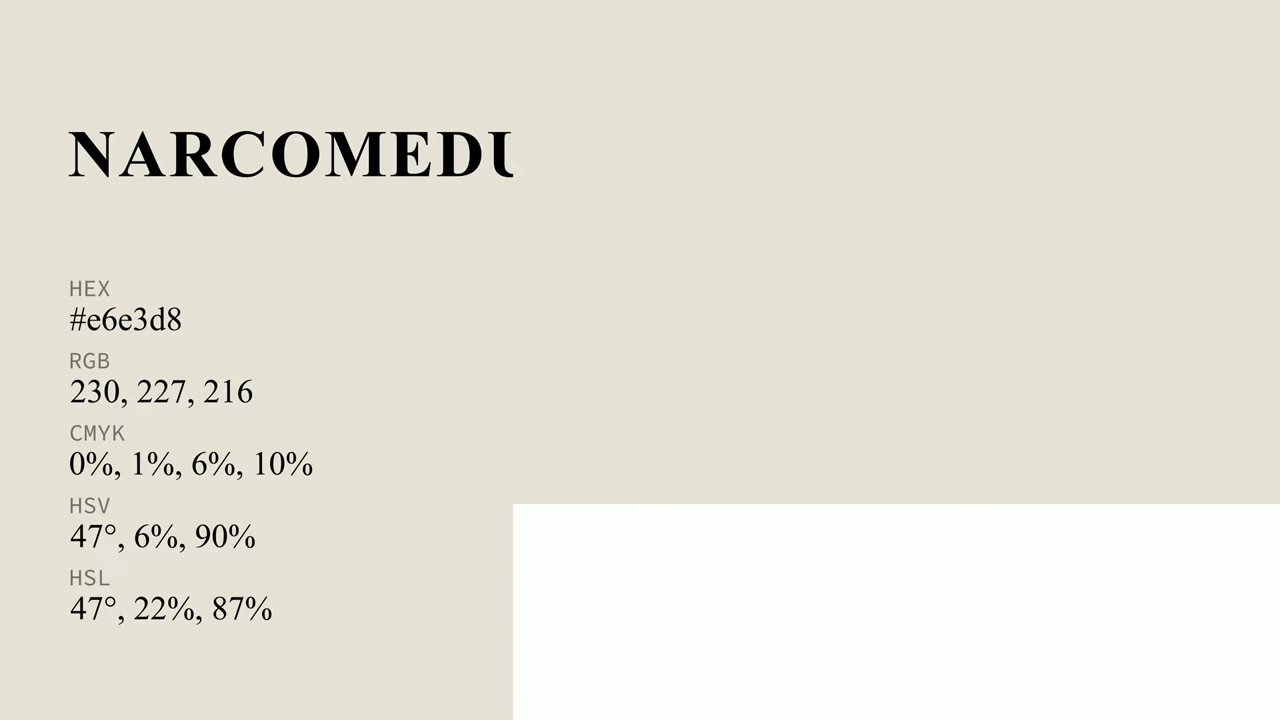 NARCOMEDU
HEX
#e6e3d8
RGB
230, 227, 216
CMYK
0%, 1%, 6%, 10%
HSV
47°, 6%, 90%
HSL
47°, 22%, 87%